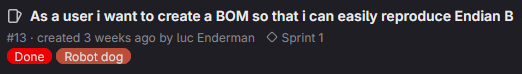 As a user i want to create a BOM so that i can easily reproduce Endian B
#13 · created 3 weeks ago by luc Enderman Sprint 1
Done Robot dog